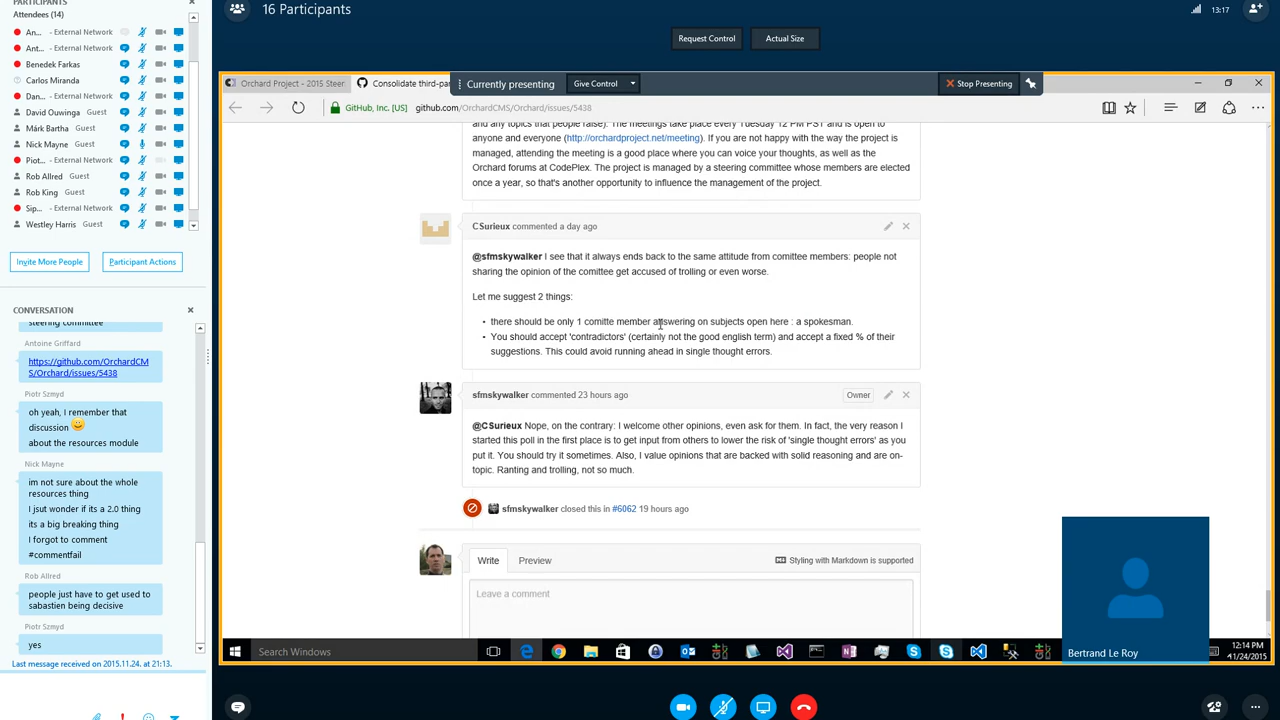 PARTICIPANTS
Attendees (14)
An... - External Network
Ant... - External Network
Benedek Farkas
Carlos Miranda
Dan... - External Network
David Ouwinga Guest
Márk Bartha Guest
Nick Mayne Guest
Piot... - External Network
Rob Allred Guest
Rob King Guest
Sip... - External Network
Westley Harris Guest
Invite More People
Participant Actions
CONVERSATION
steering committee
Antoine Griffard
https://github.com/OrchardCM
S/Orchard/issues/5438
Piotr Szmyd
oh yeah, I remember that
discussion
about the resources module
Nick Mayne
im not sure about the whole
resources thing
I jsut wonder if its a 2.0 thing
its a big breaking thing
I forgot to comment
#commentfail
Rob Allred
people just have to get used to
sabastien being decisive
Piotr Szmyd
yes
Last message received on 2015.11.24. at 21:13.
16 Participants
13:17
Request Control
Actual Size
Orchard Project - 2015 Steer
Consolidate third-pa
Currently presenting
Give Control
Stop Presenting
GitHub, Inc. [US]
github.com/OrchardCMS/Orchard/issues/5438
and any topics that people raise). The meetings take place every Tuesday 12 PM PST and is open to
anyone and everyone (http://orchardproject.net/meeting). If you are not happy with the way the project is
managed, attending the meeting is a good place where you can voice your thoughts, as well as the
Orchard forums at CodePlex. The project is managed by a steering committee whose members are elected
once a year, so that's another opportunity to influence the management of the project.
CSurieux commented a day ago
@sfmskywalker I see that it always ends back to the same attitude from comittee members: people not
sharing the opinion of the comittee get accused of trolling or even worse.
Let me suggest 2 things:
• there should be only 1 comitte member answering on subjects open here : a spokesman.
• You should accept 'contradictors' (certainly not the good english term) and accept a fixed % of their
suggestions. This could avoid running ahead in single thought errors.
sfmskywalker commented 23 hours ago
Owner
@CSurieux Nope, on the contrary: I welcome other opinions, even ask for them. In fact, the very reason I
started this poll in the first place is to get input from others to lower the risk of 'single thought errors' as you
put it. You should try it sometimes. Also, I value opinions that are backed with solid reasoning and are on-
topic. Ranting and trolling, not so much.
sfmskywalker closed this in #6062 19 hours ago
Write
Preview
Styling with Markdown is supported
Leave a comment
Search Windows
12:14 PM
11/24/2015
Bertrand Le Roy